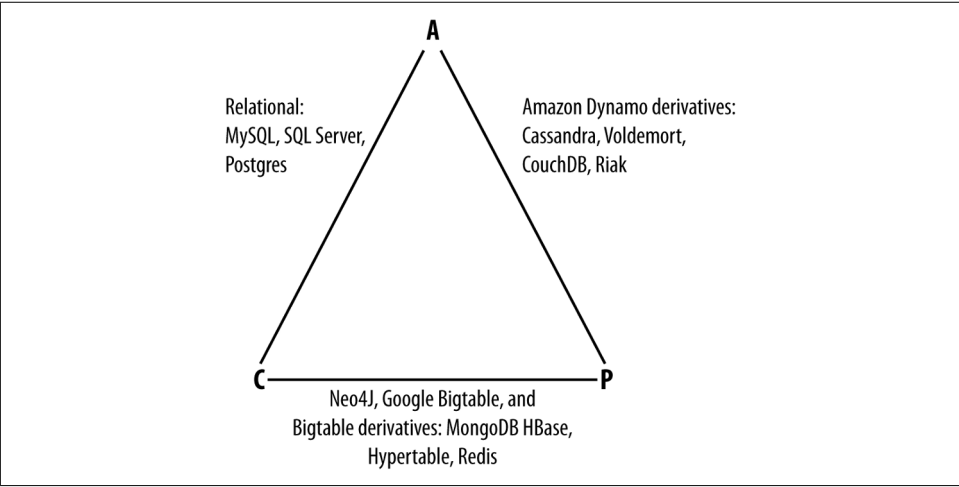 A
Relational:
MySQL, SQL Server,
Postgres
Amazon Dynamo derivatives:
Cassandra, Voldemort,
CouchDB, Riak
C
P
Neo4J, Google Bigtable, and
Bigtable derivatives: MongoDB HBase,
Hypertable, Redis